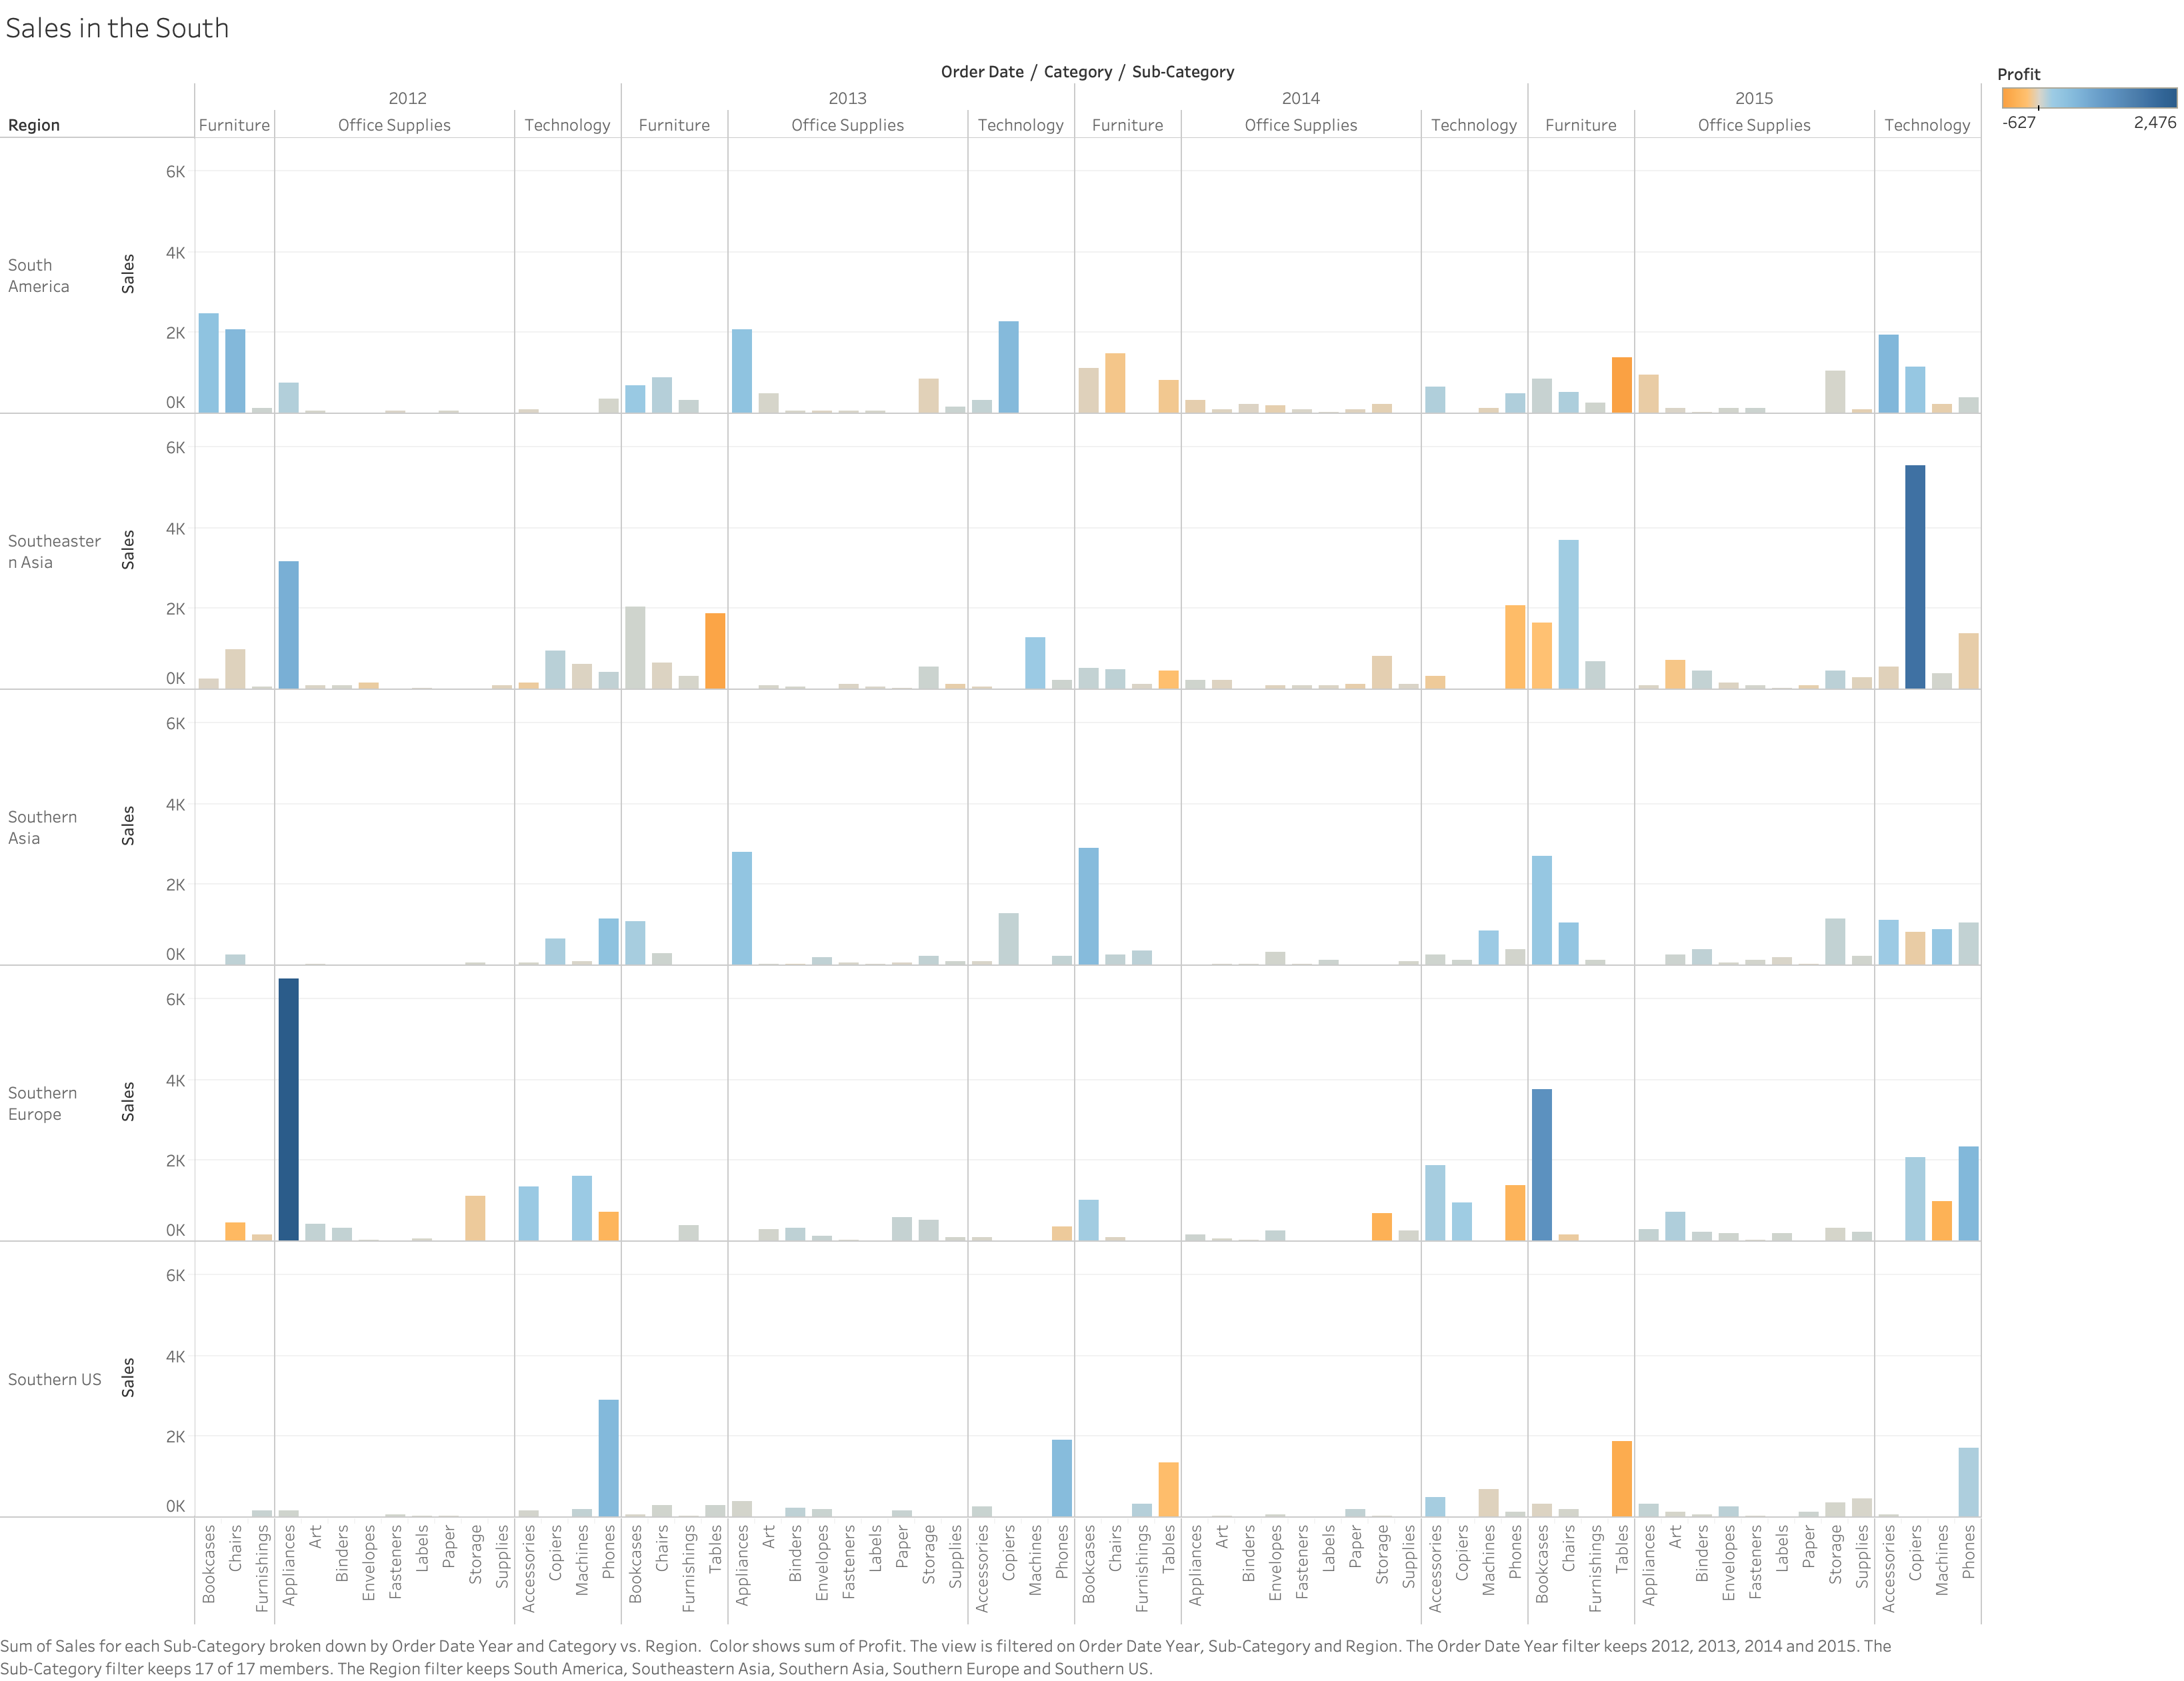 Sales in the South
Order Date / Category / Sub-Category
Profit
-627 2,476
2012 2013 2014 2015
Region Furniture Office Supplies Technology Furniture Office Supplies Technology Furniture Office Supplies Technology Furniture Office Supplies Technology
South
America
Sales
6K
4K
2K
0K
Southeaster
n Asia
Sales
6K
4K
2K
0K
Southern
Asia
Sales
6K
4K
2K
0K
Southern
Europe
Sales
6K
4K
2K
0K
Southern US
Sales
6K
4K
2K
0K
Bookcases
Chairs
Furnishings
Appliances
Art
Binders
Envelopes
Fasteners
Labels
Paper
Storage
Supplies
Accessories
Copiers
Machines
Phones
Bookcases
Chairs
Furnishings
Tables
Appliances
Art
Binders
Envelopes
Fasteners
Labels
Paper
Storage
Supplies
Accessories
Copiers
Machines
Phones
Bookcases
Chairs
Furnishings
Tables
Appliances
Art
Binders
Envelopes
Fasteners
Labels
Paper
Storage
Supplies
Accessories
Copiers
Machines
Phones
Bookcases
Chairs
Furnishings
Tables
Appliances
Art
Binders
Envelopes
Fasteners
Labels
Paper
Storage
Supplies
Accessories
Copiers
Machines
Phones
Sum of Sales for each Sub-Category broken down by Order Date Year and Category vs. Region.  Color shows sum of Profit. The view is filtered on Order Date Year, Sub-Category and Region. The Order Date Year filter keeps 2012, 2013, 2014 and 2015. The
Sub-Category filter keeps 17 of 17 members. The Region filter keeps South America, Southeastern Asia, Southern Asia, Southern Europe and Southern US.